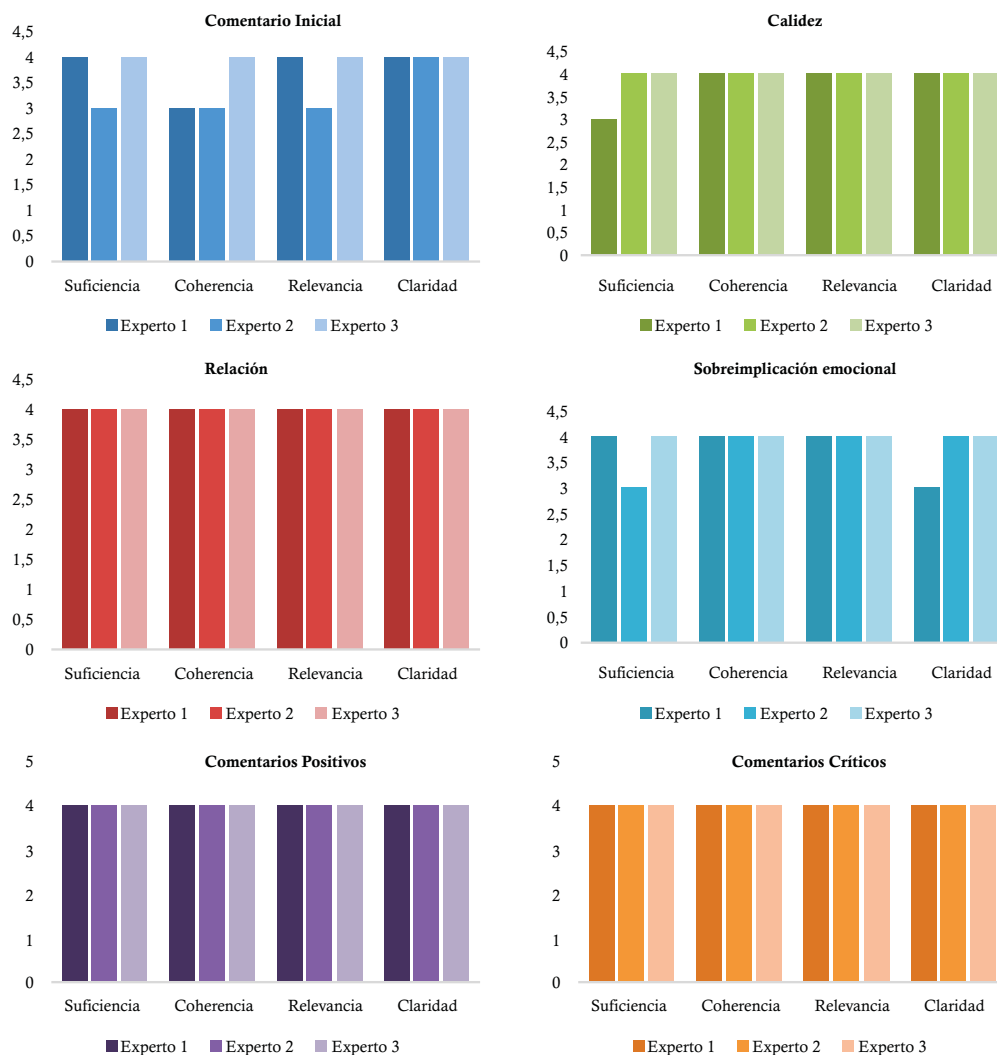 Comentario Inicial
4,5
4
3,5
3
2,5
2
1,5
1
0,5
0
Suficiencia Coherencia Relevancia Claridad
Experto 1 Experto 2 Experto 3
Calidez
4,5
4
3,5
3
2,5
2
1,5
1
0,5
0
Suficiencia Coherencia Relevancia Claridad
Experto 1 Experto 2 Experto 3
Relación
4,5
4
3,5
3
2,5
2
1,5
1
0,5
0
Suficiencia Coherencia Relevancia Claridad
Experto 1 Experto 2 Experto 3
Sobreimplicación emocional
4,5
4
3,5
3
2,5
2
1,5
1
0,5
0
Suficiencia Coherencia Relevancia Claridad
Experto 1 Experto 2 Experto 3
Comentarios Positivos
5
4
3
2
1
0
Suficiencia Coherencia Relevancia Claridad
Experto 1 Experto 2 Experto 3
Comentarios Críticos
5
4
3
2
1
0
Suficiencia Coherencia Relevancia Claridad
Experto 1 Experto 2 Experto 3